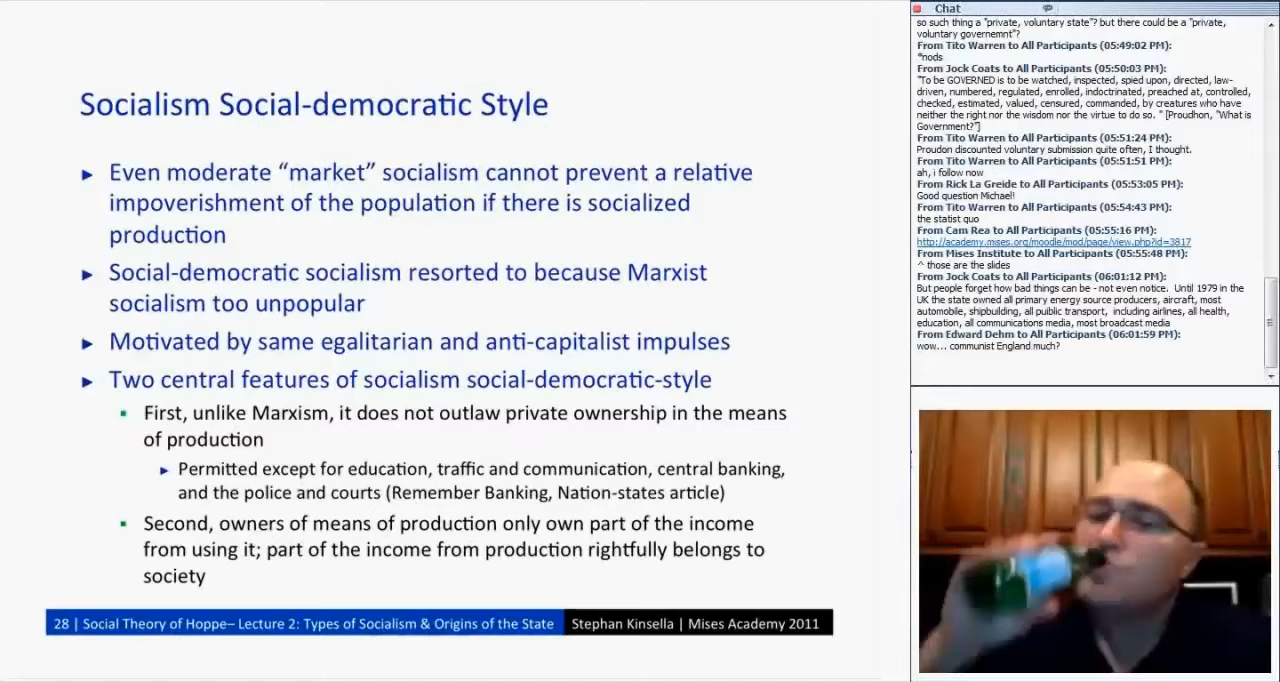 Socialism Social-democratic Style
Even moderate “market” socialism cannot prevent a relative
impoverishment of the population if there is socialized
production
Social-democratic socialism resorted to because Marxist
socialism too unpopular
Motivated by same egalitarian and anti-capitalist impulses
Two central features of socialism social-democratic-style
First, unlike Marxism, it does not outlaw private ownership in the means
of production
Permitted except for education, traffic and communication, central banking,
and the police and courts (Remember Banking, Nation-states article)
Second, owners of means of production only own part of the income
from using it; part of the income from production rightfully belongs to
society
28 | Social Theory of Hoppe– Lecture 2: Types of Socialism & Origins of the State
Stephan Kinsella | Mises Academy 2011
Chat
so such thing a "private, voluntary state"? but there could be a "private,
voluntary governemnt"?
From Tito Warren to All Participants (05:49:02 PM):
*nods
From Jock Coats to All Participants (05:50:03 PM):
"To be GOVERNED is to be watched, inspected, spied upon, directed, law-
driven, numbered, regulated, enrolled, indoctrinated, preached at, controlled,
checked, estimated, valued, censured, commanded, by creatures who have
neither the right nor the wisdom nor the virtue to do so. " [Proudhon, "What is
Government?"]
From Tito Warren to All Participants (05:51:24 PM):
Proudon discounted voluntary submission quite often, I thought.
From Tito Warren to All Participants (05:51:51 PM):
ah, i follow now
From Rick La Greide to All Participants (05:53:05 PM):
Good question Michael!
From Tito Warren to All Participants (05:54:43 PM):
the statist quo
From Cam Rea to All Participants (05:55:16 PM):
http://academy.mises.org/moodle/mod/page/view.php?id=3817
From Mises Institute to All Participants (05:55:48 PM):
^ those are the slides
From Jock Coats to All Participants (06:01:12 PM):
But people forget how bad things can be - not even notice. Until 1979 in the
UK the state owned all primary energy source producers, aircraft, most
automobile, shipbuilding, all public transport, including airlines, all health,
education, all communications media, most broadcast media
From Edward Dehm to All Participants (06:01:59 PM):
wow... communist England much?